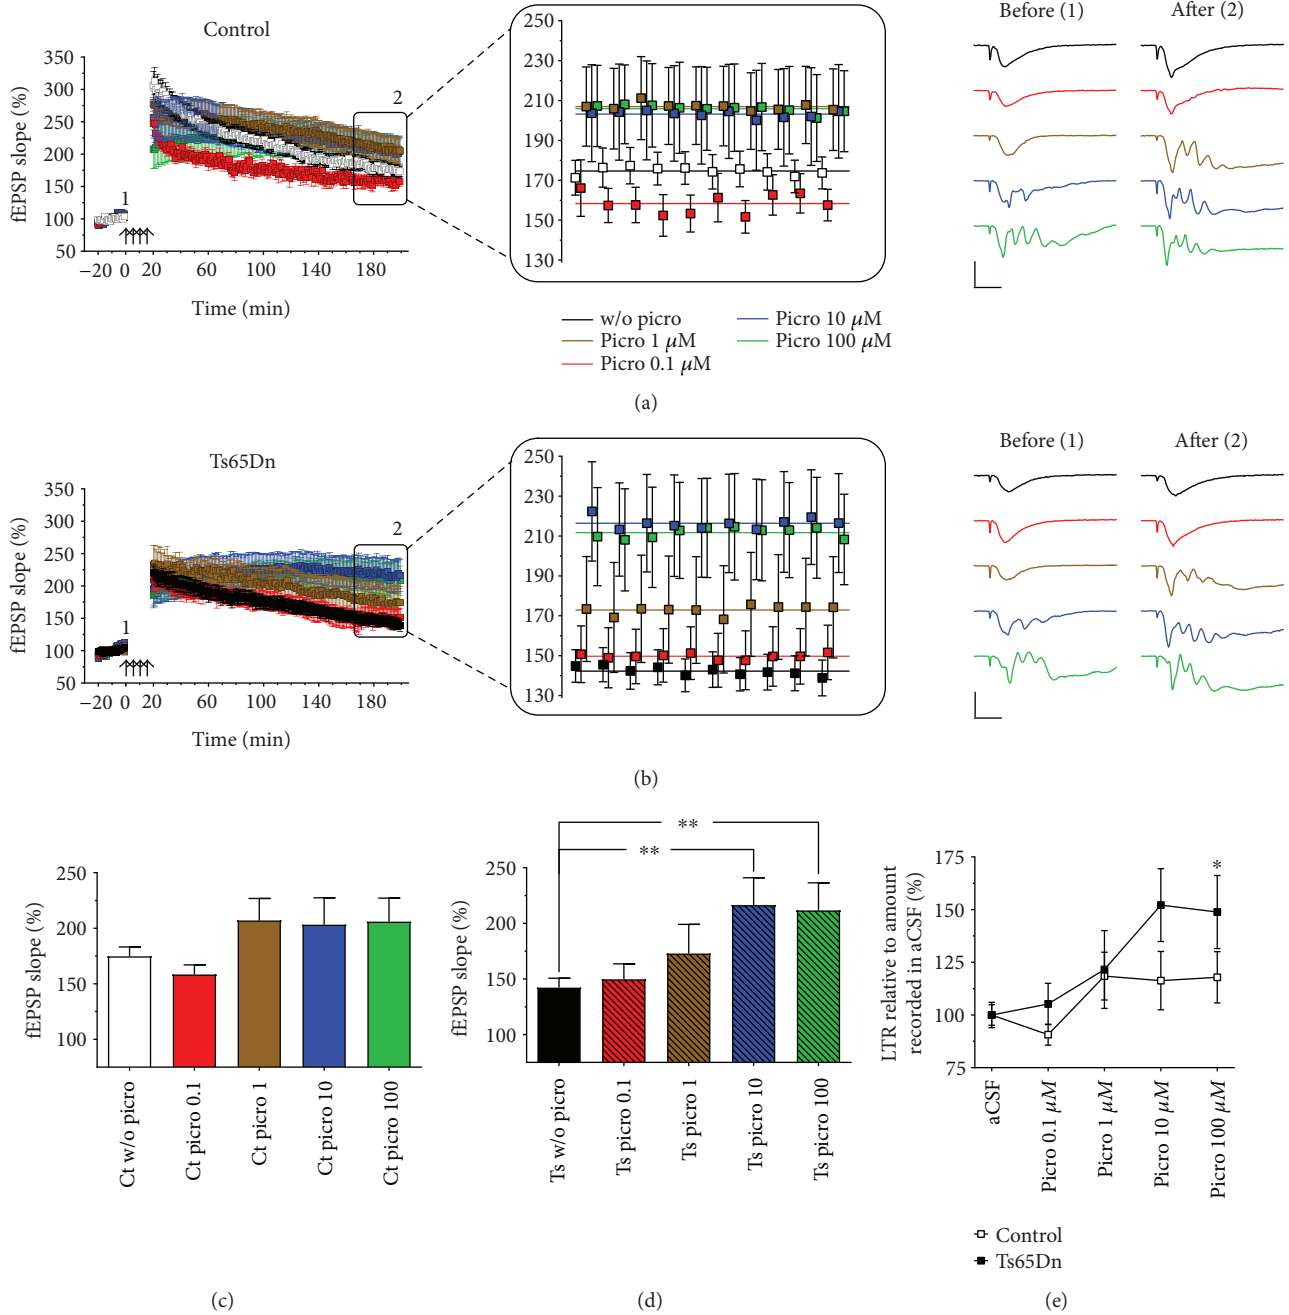 Control
fEPSP slope (%)
350
300
250
200
150
100
50
1
2
−20 0 20 60 100 140 180
Time (min)
250
230
210
190
170
150
130
Before (1) After (2)
w/o picro
Picro 1 μM
Picro 0.1 μM
Picro 10 μM
Picro 100 μM
(a)
Ts65Dn
fEPSP slope (%)
350
300
250
200
150
100
50
1
2
−20 0 20 60 100 140 180
Time (min)
250
230
210
190
170
150
130
Before (1) After (2)
(b)
fEPSP slope (%)
250
200
150
100
Ct w/o picro
Ct picro 0.1
Ct picro 1
Ct picro 10
Ct picro 100
(c)
**
**
fEPSP slope (%)
250
200
150
100
Ts w/o picro
Ts picro 0.1
Ts picro 1
Ts picro 10
Ts picro 100
(d)
LTR relative to amount
recorded in aCSF (%)
175
150
125
100
75
*
aCSF
Picro 0.1 μM
Picro 1 μM
Picro 10 μM
Picro 100 μM
Control
Ts65Dn
(e)